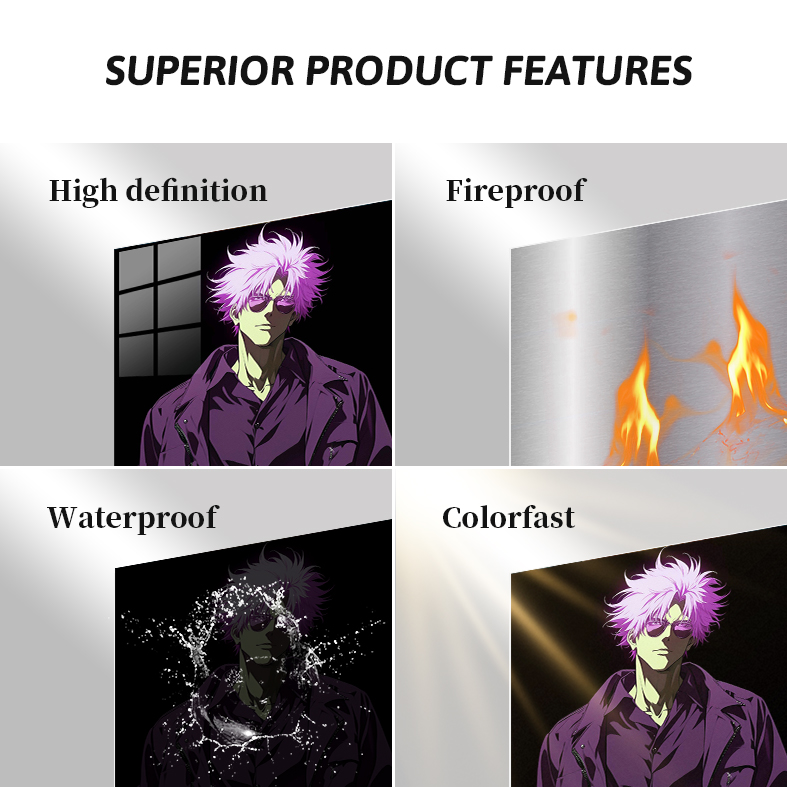 SUPERIOR PRODUCT FEATURES
High definition
Fireproof
Waterproof
Colorfast